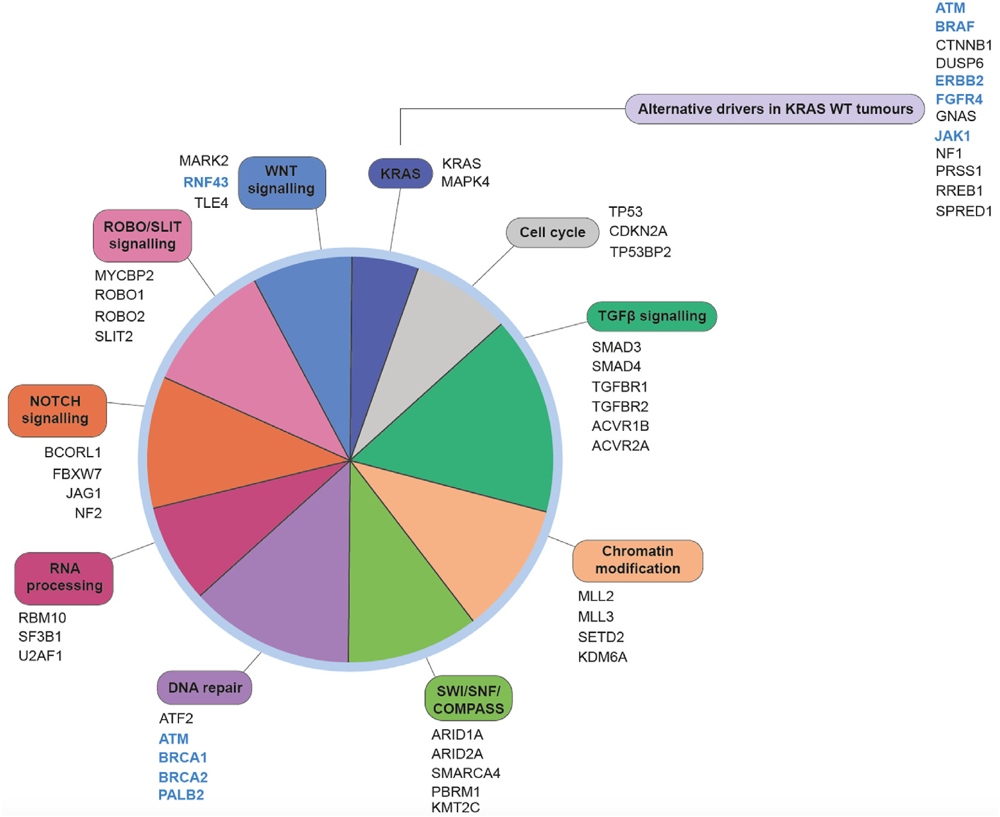 ATM
BRAF
CTNNB1
DUSP6
ERBB2
FGFR4
GNAS
JAK1
NF1
PRSS1
RREB1
SPRED1
Alternative drivers in KRAS WT tumours
KRAS
KRAS
MAPK4
Cell cycle
TP53
CDKN2A
TP53BP2
TGFβ signalling
SMAD3
SMAD4
TGFBR1
TGFBR2
ACVR1B
ACVR2A
Chromatin
modification
MLL2
MLL3
SETD2
KDM6A
SWI/SNF/
COMPASS
ARID1A
ARID2A
SMARCA4
PBRM1
KMT2C
DNA repair
ATF2
ATM
BRCA1
BRCA2
PALB2
RNA
processing
RBM10
SF3B1
U2AF1
NOTCH
signalling
BCORL1
FBXW7
JAG1
NF2
ROBO/SLIT
signalling
MYCBP2
ROBO1
ROBO2
SLIT2
WNT
signalling
MARK2
RNF43
TLE4